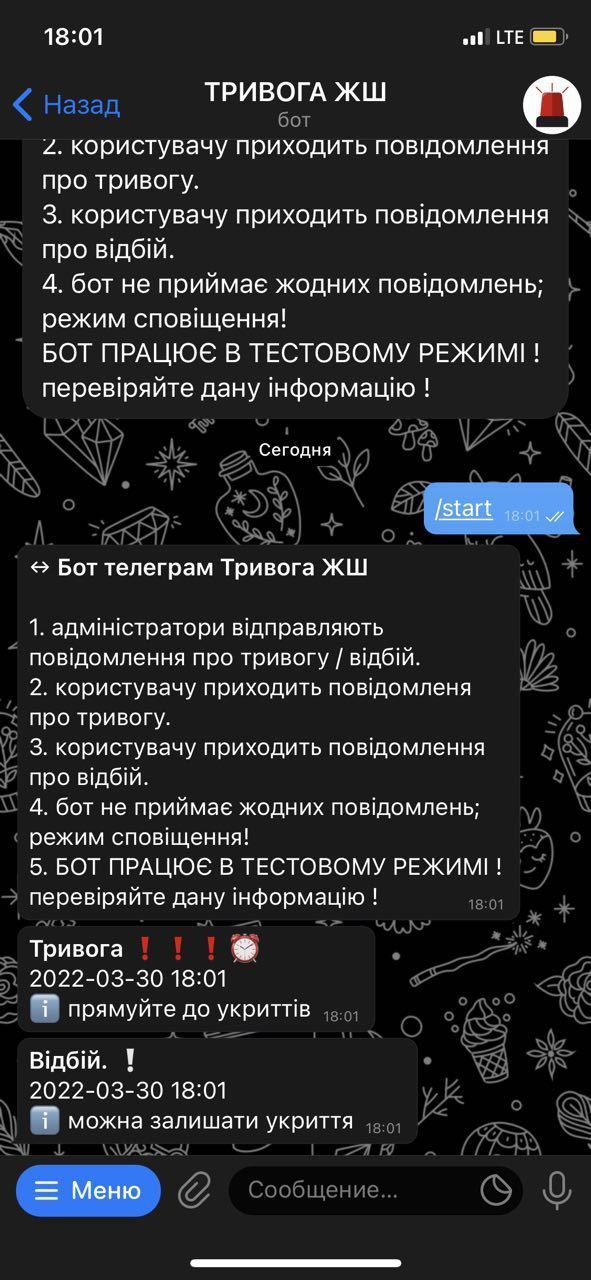 18:01
LTE
Назад
ТРИВОГА ЖШ
бот
2. користувачу приходить повідомлення
про тривогу.
3. користувачу приходить повідомлення
про відбій.
4. бот не приймає жодних повідомлень;
режим сповіщення!
БОТ ПРАЦЮЄ В ТЕСТОВОМУ РЕЖИМІ !
перевіряйте дану інформацію !
Сегодня
/start 18:01
↔ Бот телеграм Тривога ЖШ
1. адміністратори відправляють
повідомлення про тривогу / відбій.
2. користувачу приходить повідомленя
про тривогу.
3. користувачу приходить повідомлення
про відбій.
4. бот не приймає жодних повідомлень;
режим сповіщення!
5. БОТ ПРАЦЮЄ В ТЕСТОВОМУ РЕЖИМІ !
перевіряйте дану інформацію ! 18:01
Тривога ❗❗❗⏰
2022-03-30 18:01
ℹ️ прямуйте до укриттів 18:01
Відбій. ❕
2022-03-30 18:01
ℹ️ можна залишати укриття 18:01
Меню
Сообщение...